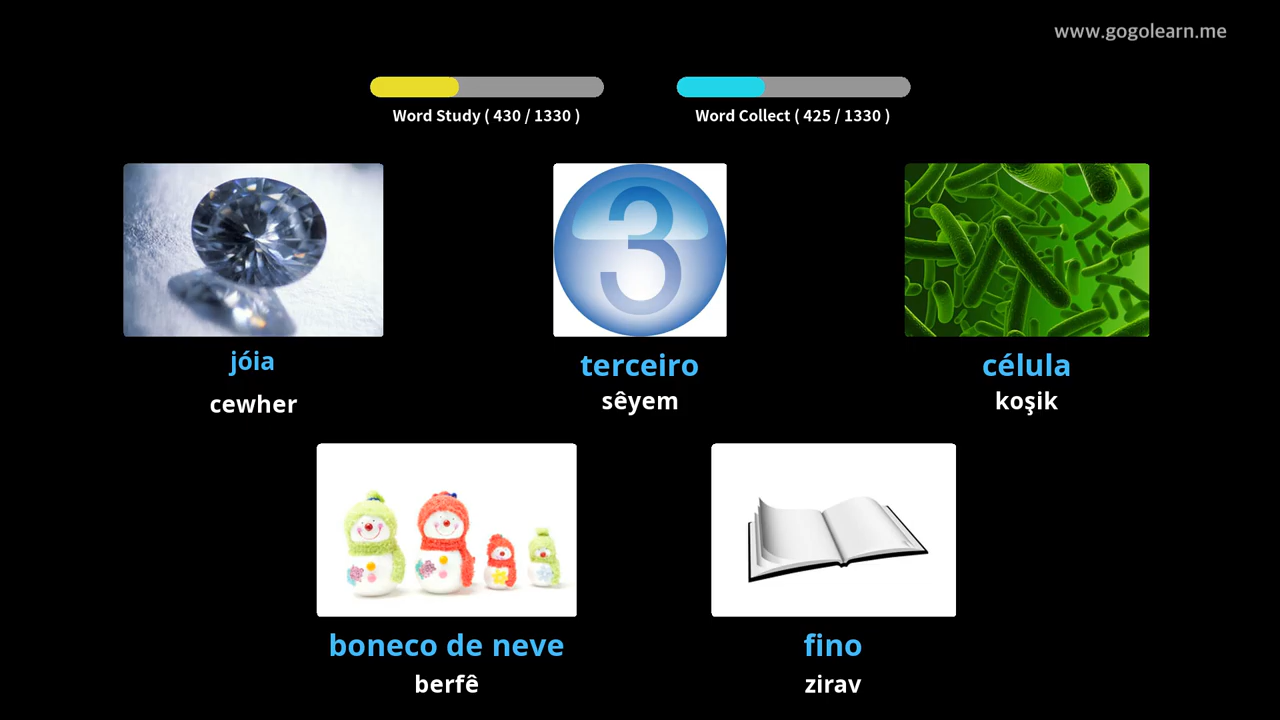 www.gogolearn.me
Word Study ( 430 / 1330 )
Word Collect ( 425 / 1330 )
3
jóia
cewher
terceiro
sêyem
célula
koşik
boneco de neve
berfê
fino
zirav